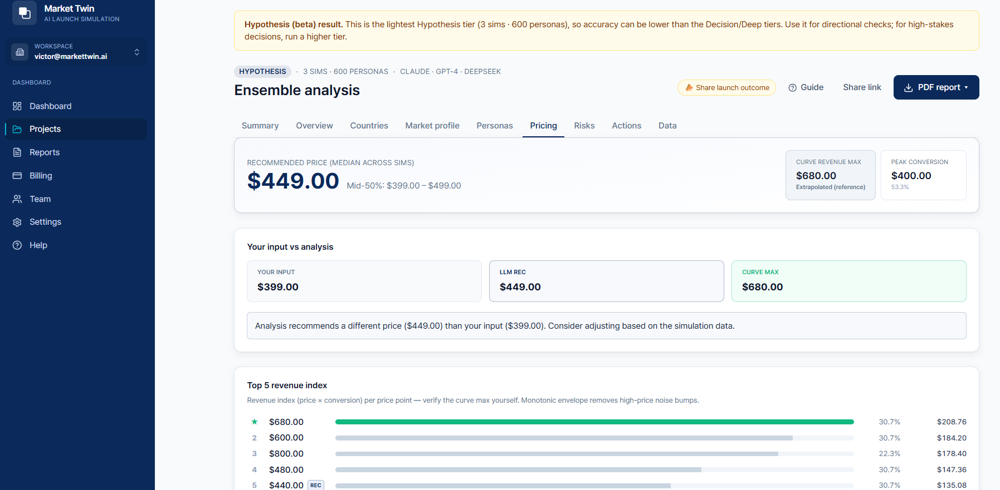 Market Twin
AI LAUNCH SIMULATION
WORKSPACE
victor@markettwin.ai
DASHBOARD
Dashboard
Projects
Reports
Billing
Team
Settings
Help
Hypothesis (beta) result. This is the lightest Hypothesis tier (3 sims · 600 personas), so accuracy can be lower than the Decision/Deep tiers. Use it for directional checks; for high-stakes
decisions, run a higher tier.
HYPOTHESIS · 3 SIMS · 600 PERSONAS · CLAUDE · GPT-4 · DEEPSEEK
Ensemble analysis
Share launch outcome
Guide
Share link
PDF report
Summary Overview Countries Market profile Personas Pricing Risks Actions Data
RECOMMENDED PRICE (MEDIAN ACROSS SIMS)
$449.00 Mid-50%: $399.00 – $499.00
CURVE REVENUE MAX
$680.00
Extrapolated (reference)
PEAK CONVERSION
$400.00
53.3%
Your input vs analysis
YOUR INPUT
$399.00
LLM REC
$449.00
CURVE MAX
$680.00
Analysis recommends a different price ($449.00) than your input ($399.00). Consider adjusting based on the simulation data.
Top 5 revenue index
Revenue index (price × conversion) per price point — verify the curve max yourself. Monotonic envelope removes high-price noise bumps.
★ $680.00 30.7% $208.76
2 $600.00 30.7% $184.20
3 $800.00 22.3% $178.40
4 $480.00 30.7% $147.36
5 $440.00 REC 30.7% $135.08